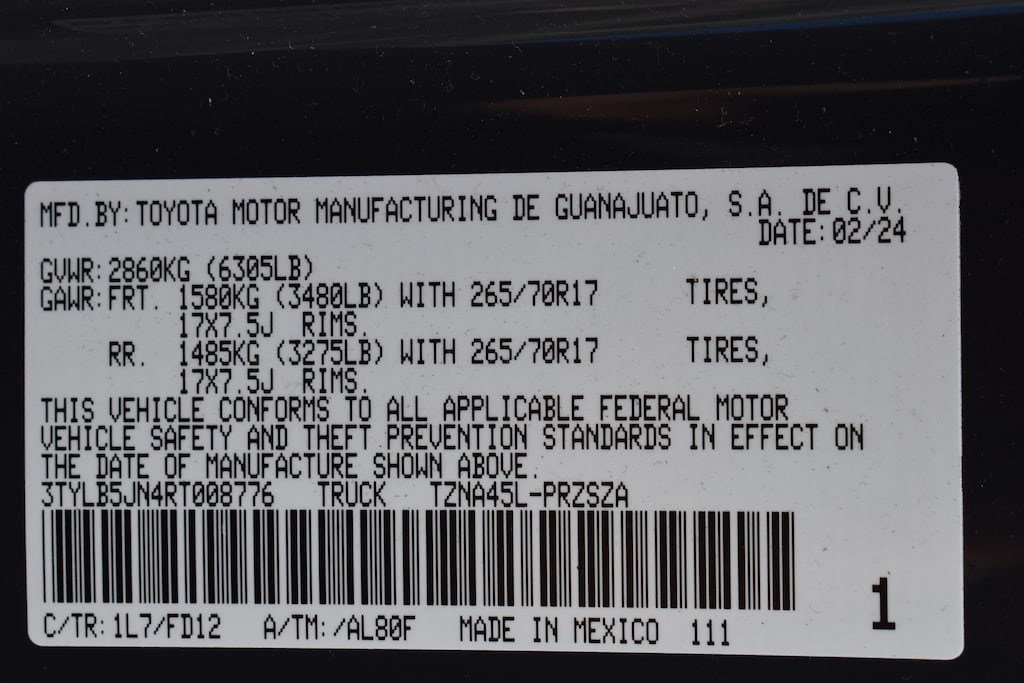 MFD.BY: TOYOTA MOTOR MANUFACTURING DE GUANAJUATO, S.A. DE C.V.
DATE: 02/24
GVWR: 2860KG (6305LB)
GAWR: FRT. 1580KG (3480LB) WITH 265/70R17 TIRES,
17X7.5J RIMS.
RR. 1485KG (3275LB) WITH 265/70R17 TIRES,
17X7.5J RIMS.
THIS VEHICLE CONFORMS TO ALL APPLICABLE FEDERAL MOTOR
VEHICLE SAFETY AND THEFT PREVENTION STANDARDS IN EFFECT ON
THE DATE OF MANUFACTURE SHOWN ABOVE.
3TYLB5JN4RT008776 TRUCK TZNA45L-PRZSZA
C/TR: 1L7/FD12 A/TM: /AL80F MADE IN MEXICO 111
1